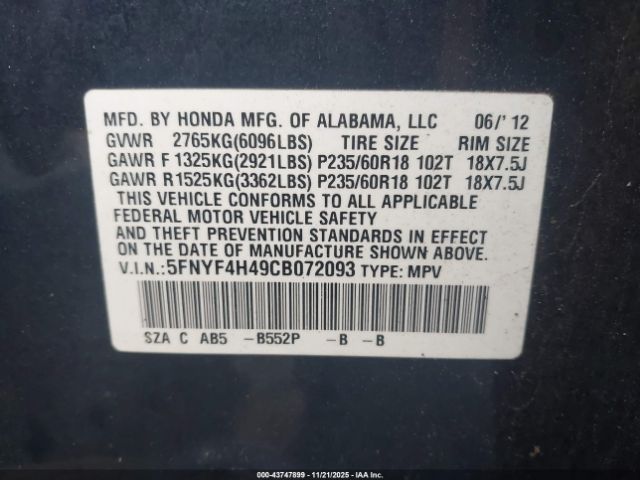 MFD. BY HONDA MFG. OF ALABAMA, LLC 06/' 12
GVWR 2765KG(6096LBS) TIRE SIZE RIM SIZE
GAWR F 1325KG(2921LBS) P235/60R18 102T 18X7.5J
GAWR R1525KG(3362LBS) P235/60R18 102T 18X7.5J
THIS VEHICLE CONFORMS TO ALL APPLICABLE
FEDERAL MOTOR VEHICLE SAFETY
AND THEFT PREVENTION STANDARDS IN EFFECT
ON THE DATE OF MANUFACTURE SHOWN ABOVE.
V.I.N.:5FNYF4H49CB072093 TYPE: MPV
SZA C AB5 -B552P -B -B
000-43747899 - 11/21/2025 - IAAI.COM